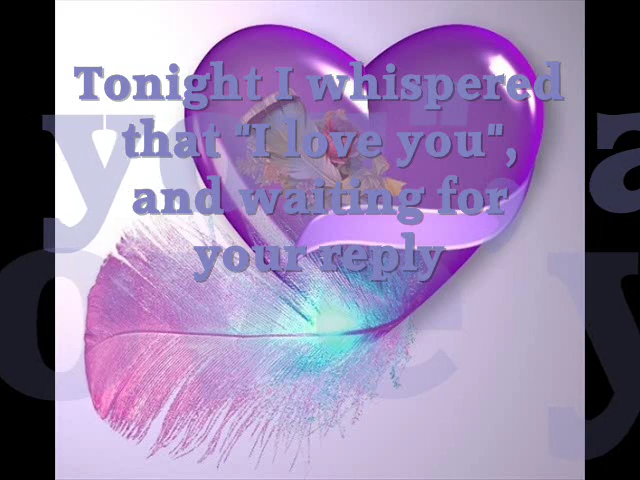 Tonight I whispered
that "I love you",
and waiting for
your reply